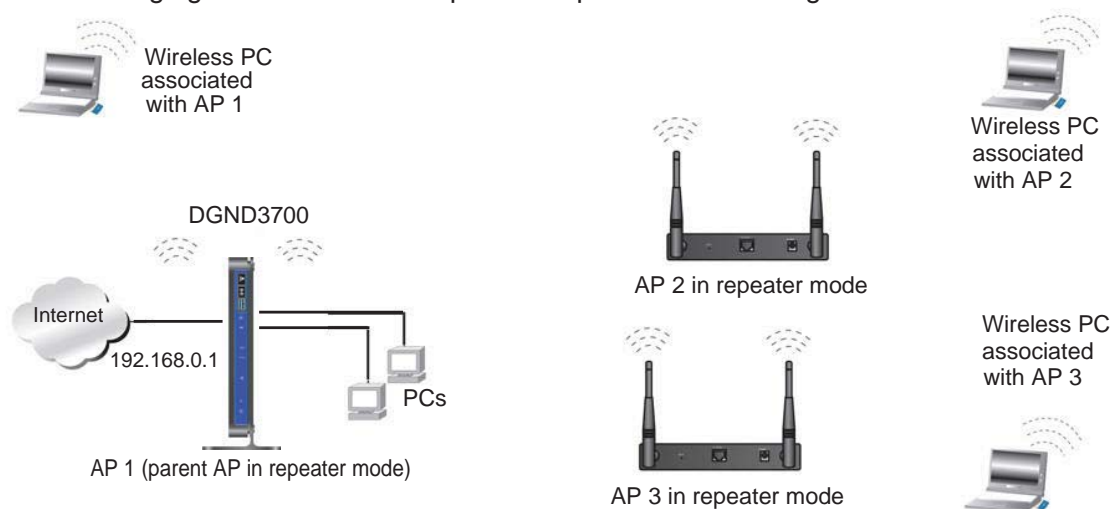 Wireless PC
associated
with AP 1
Wireless PC
associated
with AP 2
DGND3700
AP 2 in repeater mode
Internet
192.168.0.1
PCs
Wireless PC
associated
with AP 3
AP 1 (parent AP in repeater mode)
AP 3 in repeater mode